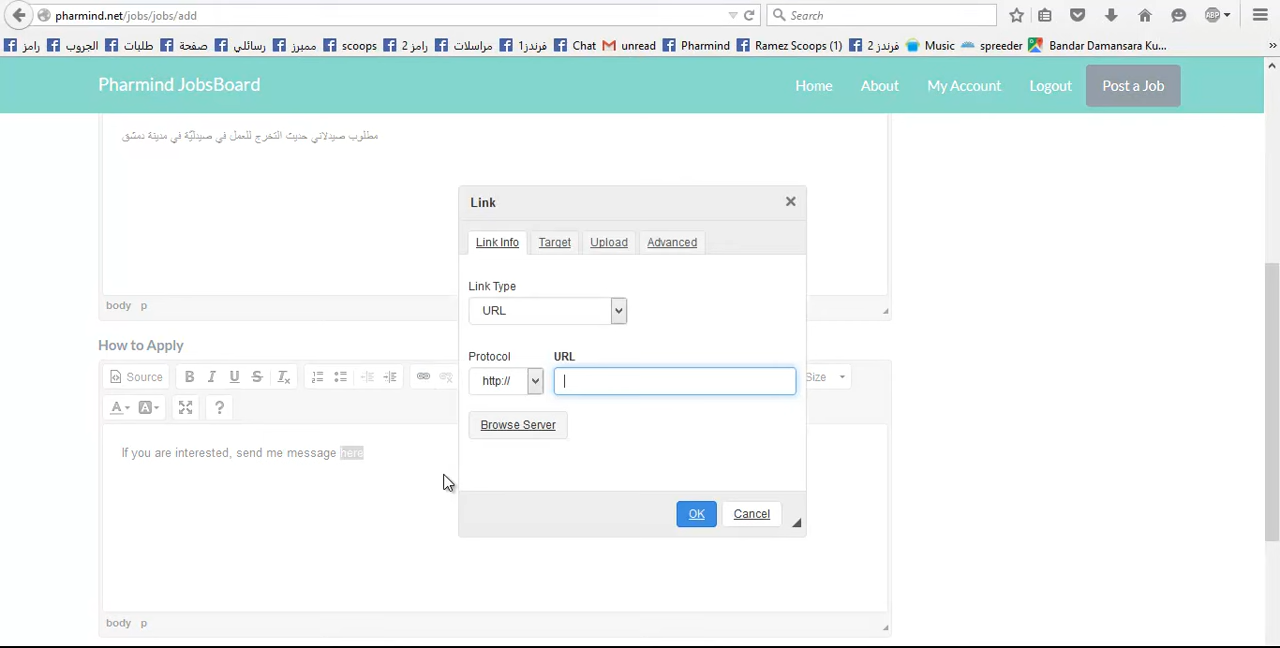 pharmind.net/jobs/jobs/add
Search
ABP
رامز الجروب طلبات صفحة رسائلي ممبرز scoops رامز 2 مراسلات فرندز1 Chat unread Pharmind Ramez Scoops (1) فرندز 2 Music spreeder Bandar Damansara Ku... »
Pharmind JobsBoard
Home About My Account Logout Post a Job
مطلوب صيدلاني حديث التخرج للعمل في صيدليّة في مدينة دمشق
body p
How to Apply
Source B I U S Ix Size
A A ?
If you are interested, send me message here
body p
Link
Link Info Target Upload Advanced
Link Type
URL
Protocol URL
http://
Browse Server
OK Cancel